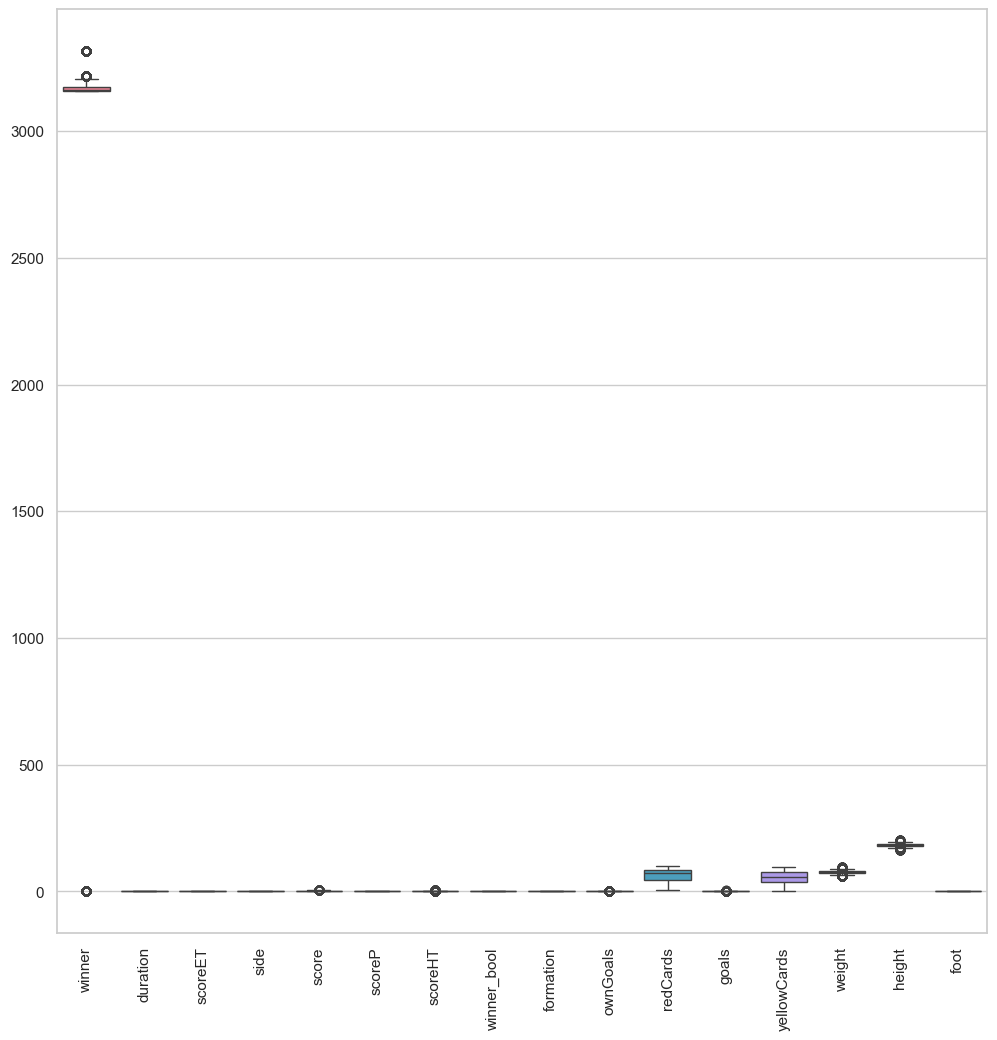 3000
2500
2000
1500
1000
500
0
winner
duration
scoreET
side
score
scoreP
scoreHT
winner_bool
formation
ownGoals
redCards
goals
yellowCards
weight
height
foot